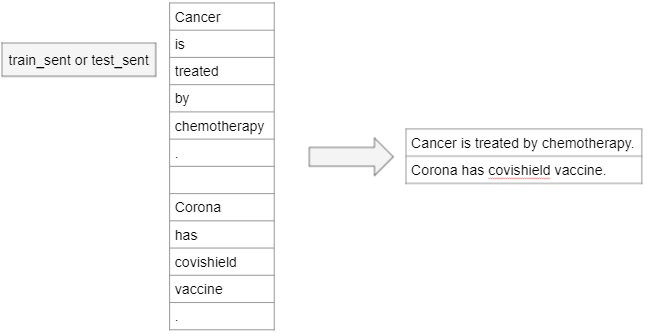 train_sent or test_sent
Cancer
is
treated
by
chemotherapy
.
Corona
has
covishield
vaccine
.
Cancer is treated by chemotherapy.
Corona has covishield vaccine.